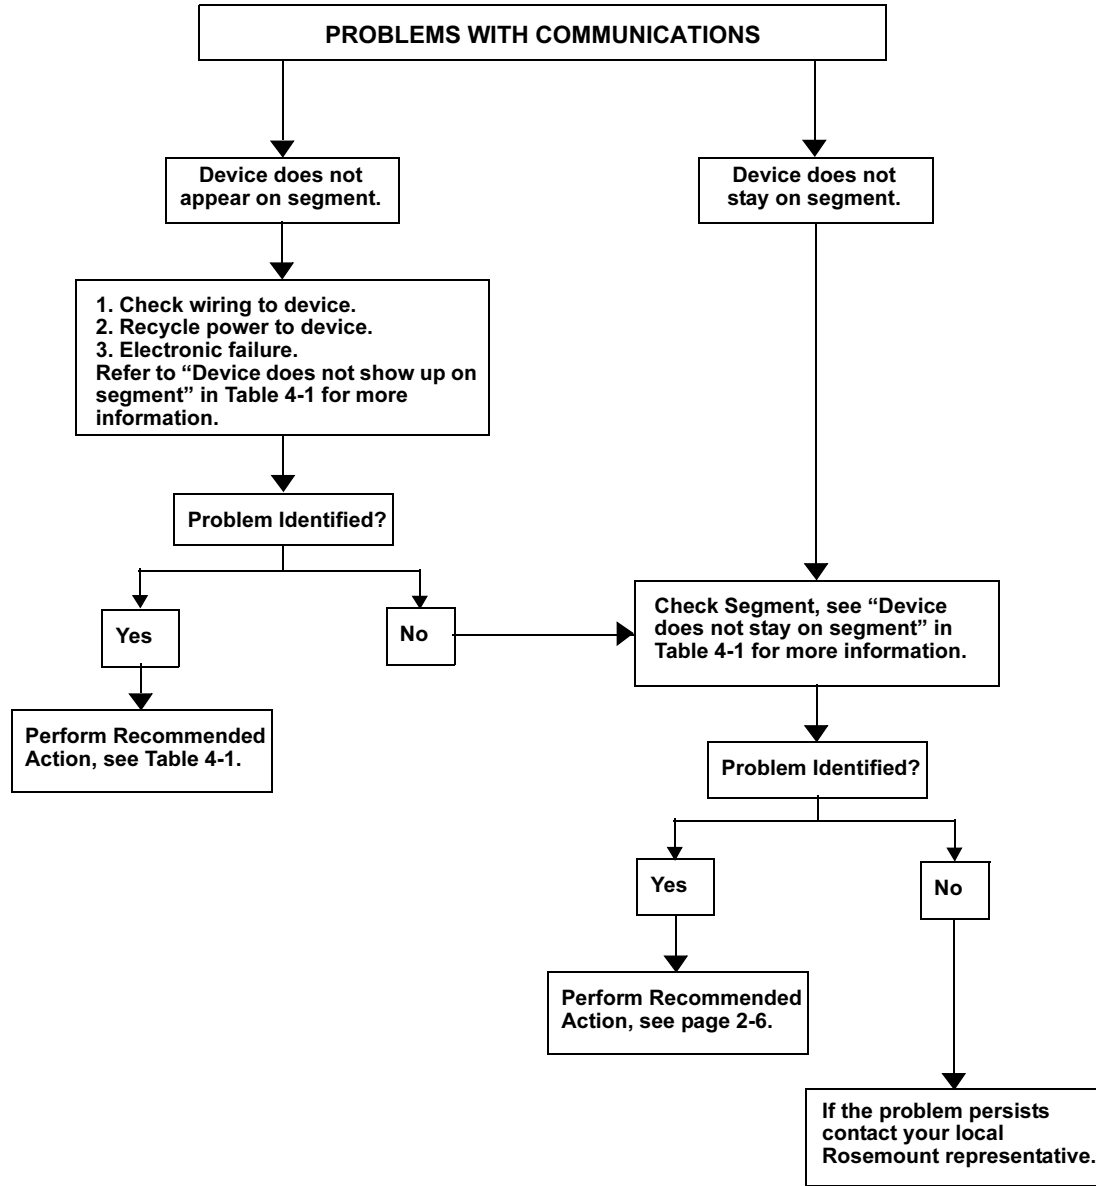 PROBLEMS WITH COMMUNICATIONS
Device does not
appear on segment.
Device does not
stay on segment.
1. Check wiring to device.
2. Recycle power to device.
3. Electronic failure.
Refer to “Device does not show up on
segment” in Table 4-1 for more
information.
Problem Identified?
Yes
No
Perform Recommended
Action, see Table 4-1.
Check Segment, see “Device
does not stay on segment” in
Table 4-1 for more information.
Problem Identified?
Yes
No
Perform Recommended
Action, see page 2-6.
If the problem persists
contact your local
Rosemount representative.